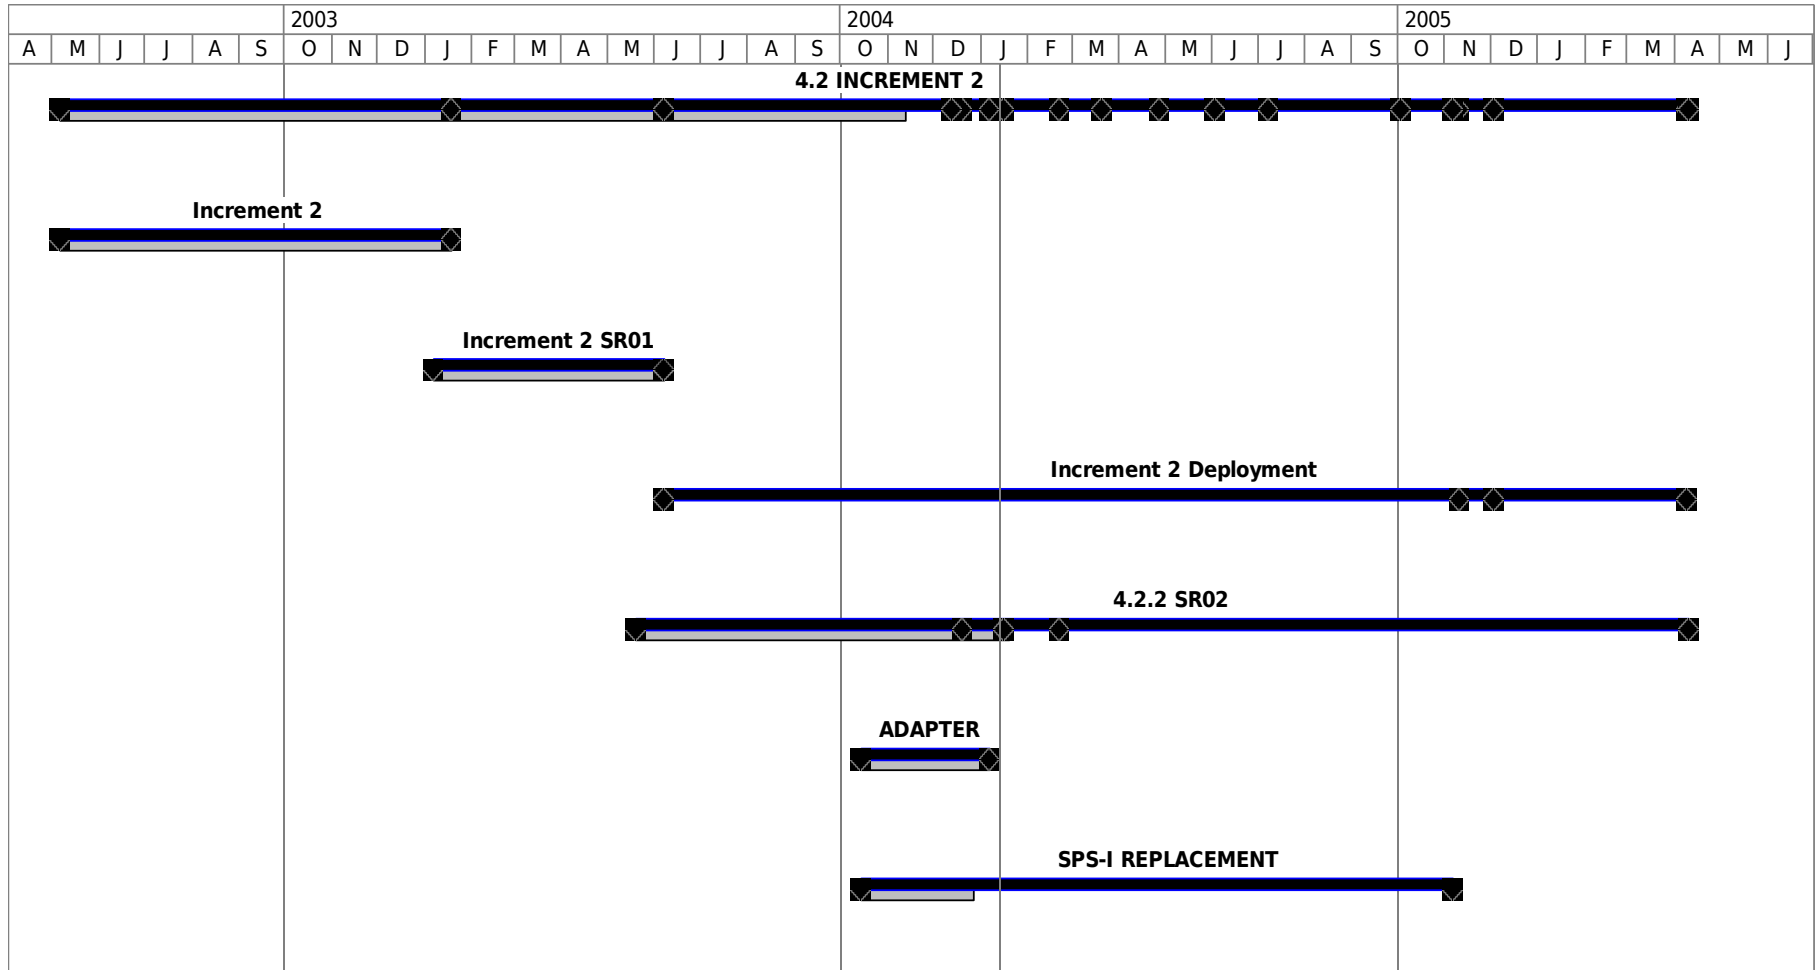 2003 2004 2005
A M J J A S O N D J F M A M J J A S O N D J F M A M J J A S O N D J F M A M J
4.2 INCREMENT 2
Increment 2
Increment 2 SR01
Increment 2 Deployment
4.2.2 SR02
ADAPTER
SPS-I REPLACEMENT